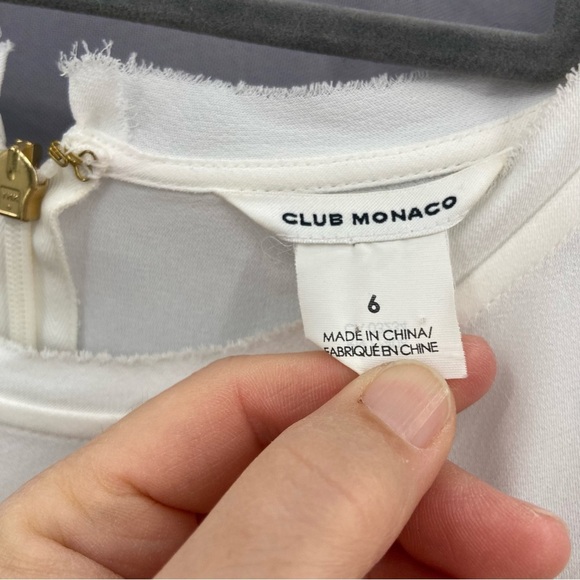 CLUB MONACO
6
MADE IN CHINA/
FABRIQUÉ EN CHINE